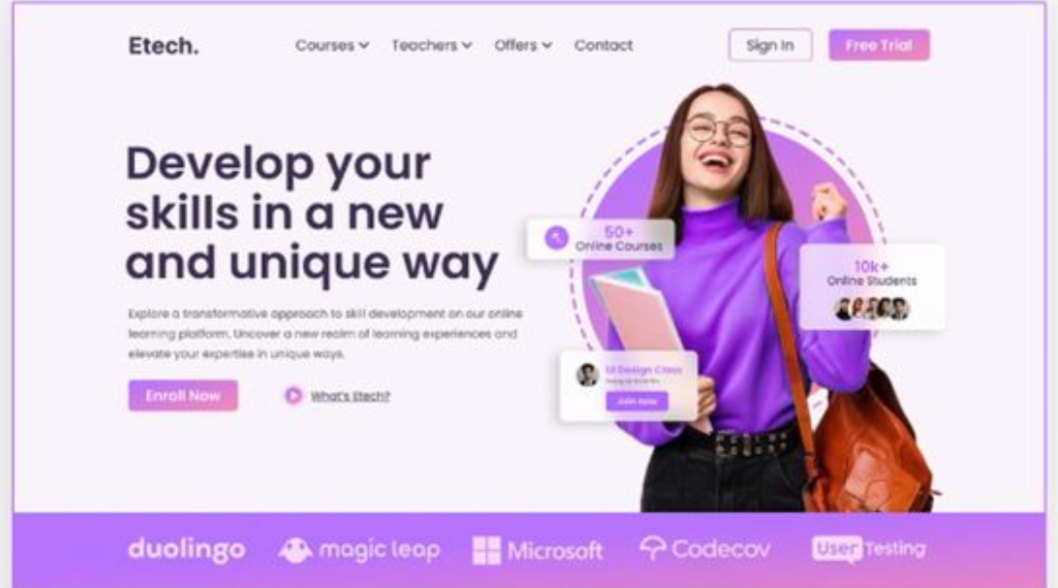 Etech.
Courses
Teachers
Offers
Contact
Sign In
Free Trial
Develop your
skills in a new
and unique way
Explore a transformative approach to skill development on our online
learning platform. Uncover a new realm of learning experiences and
elevate your expertise in unique ways.
Enroll Now
What's Etech?
50+
Online Courses
10k+
Online Students
UI Design Class
Join now
duolingo
magic leap
Microsoft
Codecov
UserTesting